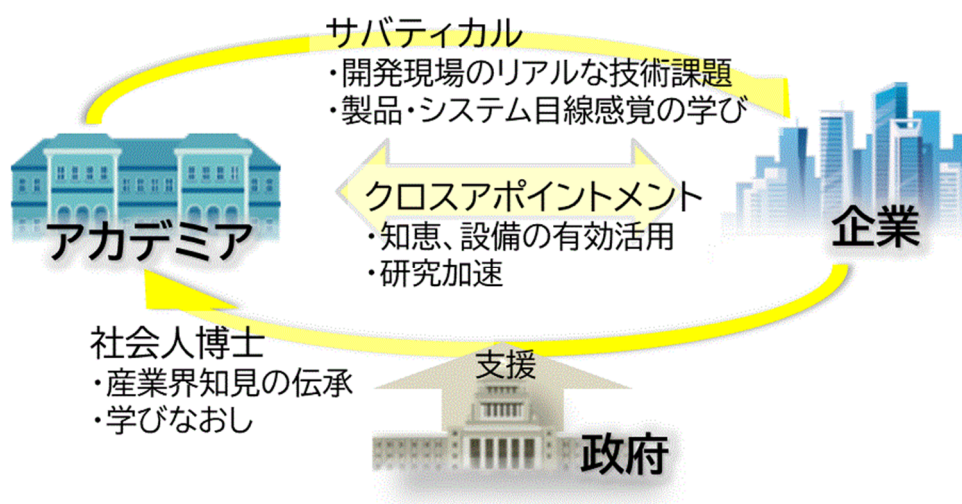 サバティカル
・開発現場のリアルな技術課題
・製品・システム目線感覚の学び
クロスアポイントメント
・知恵、設備の有効活用
・研究加速
アカデミア
企業
社会人博士
・産業界知見の伝承
・学びなおし
支援
政府